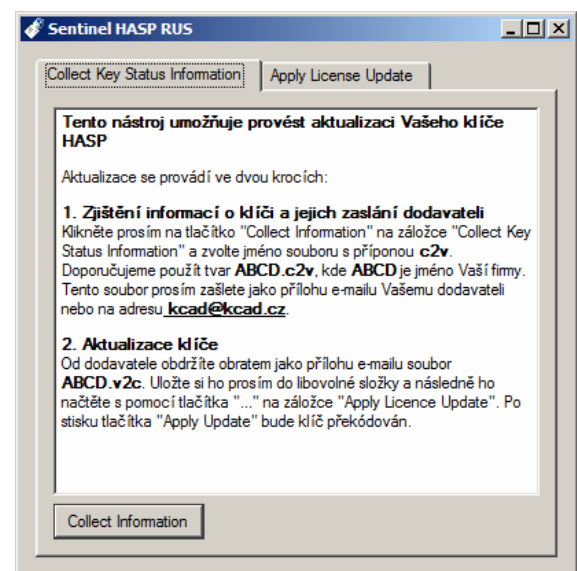 Sentinel HASP RUS
Collect Key Status Information
Apply License Update
Tento nástroj umožňuje provést aktualizaci Vašeho klíče
HASP
Aktualizace se provádí ve dvou krocích:
1. Zjištění informací o klíči a jejich zaslání dodavateli
Klikněte prosím na tlačítko "Collect Information" na záložce "Collect Key
Status Information" a zvolte jméno souboru s příponou c2v.
Doporučujeme použít tvar ABCD.c2v, kde ABCD je jméno Vaší firmy.
Tento soubor prosím zašlete jako přílohu e-mailu Vašemu dodavateli
nebo na adresu kcad@kcad.cz.
2. Aktualizace klíče
Od dodavatele obdržíte obratem jako přílohu e-mailu soubor
ABCD.v2c. Uložte si ho prosím do libovolné složky a následně ho
načtěte s pomocí tlačítka "..." na záložce "Apply Licence Update". Po
stisku tlačítka "Apply Update" bude klíč překódován.
Collect Information